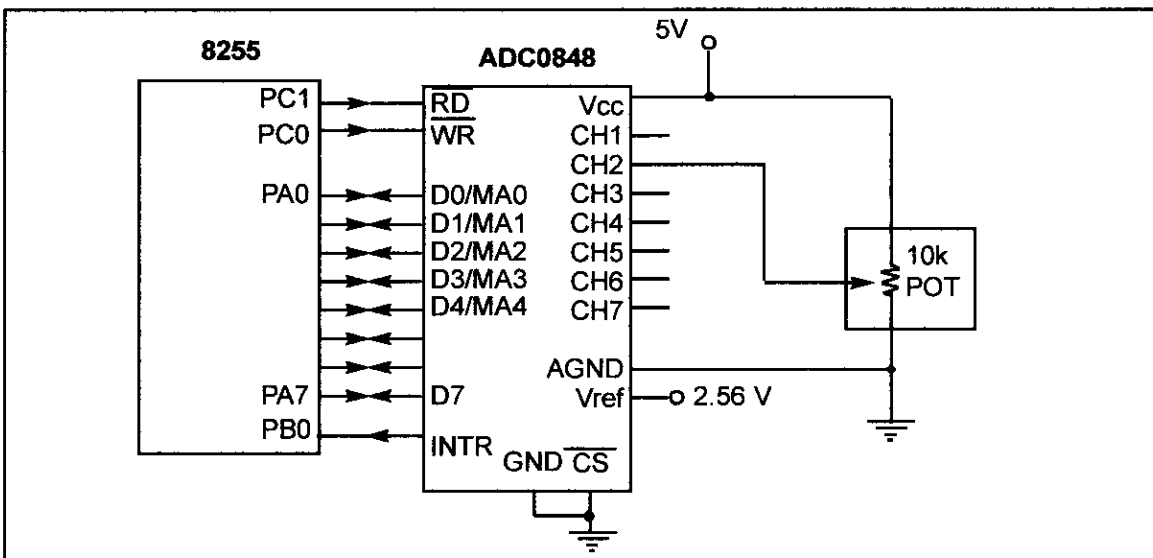 5V
8255
ADC0848
PC1
RD
Vcc
PC0
WR
CH1
CH2
PA0
D0/MA0
CH3
D1/MA1
CH4
D2/MA2
CH5
D3/MA3
CH6
D4/MA4
CH7
10k
POT
AGND
PA7
D7
Vref
2.56 V
PB0
INTR
GND CS